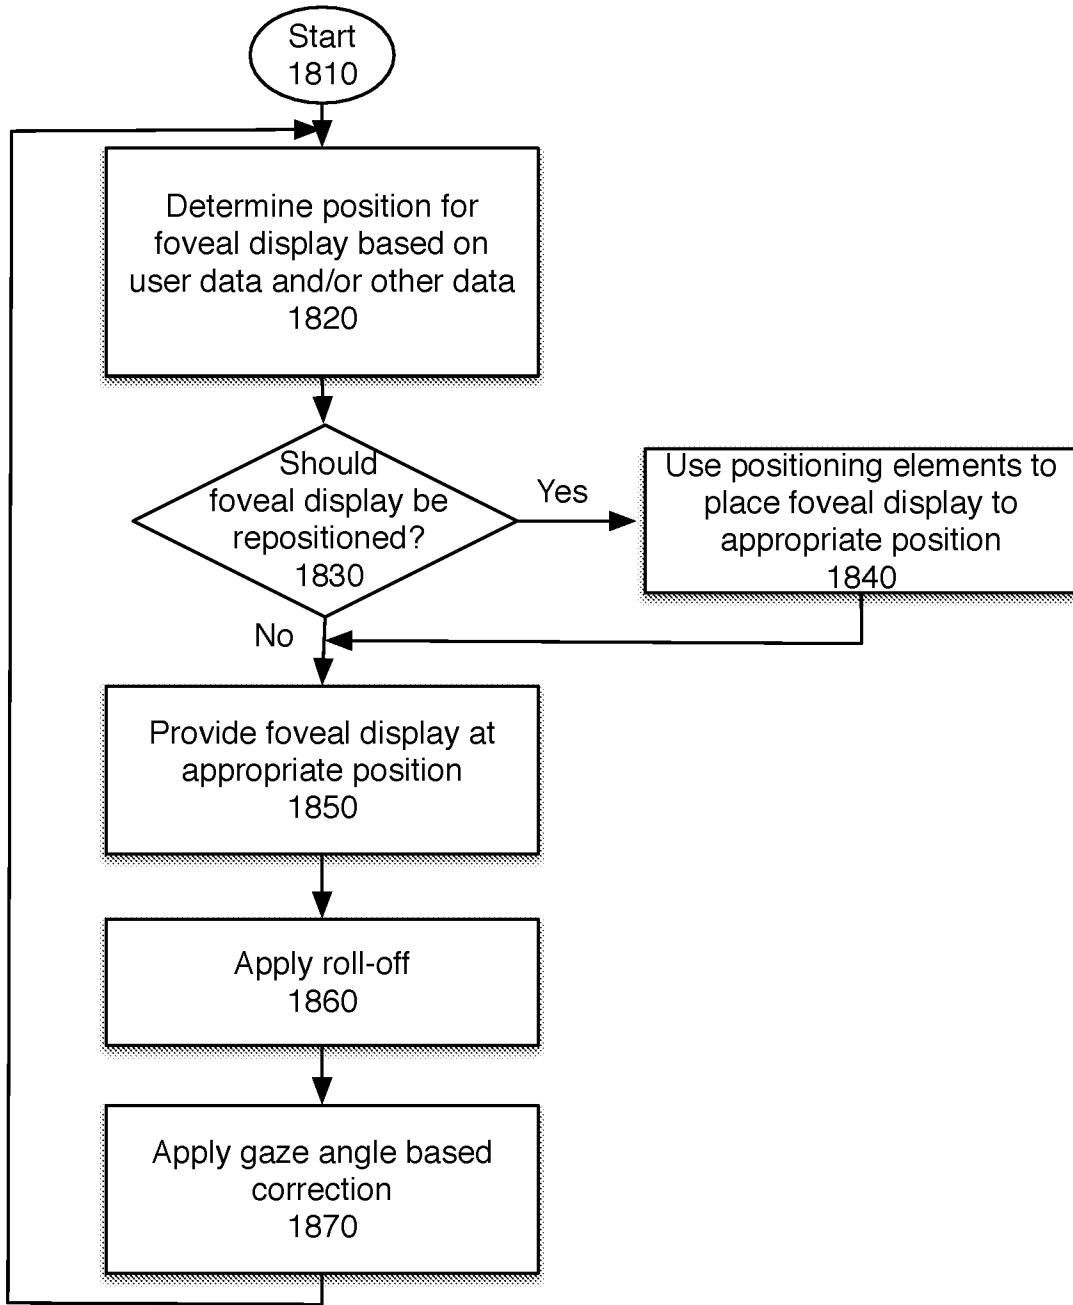 Start
1810
Determine position for
foveal display based on
user data and/or other data
1820
Should
foveal display be
repositioned?
1830
Yes
Use positioning elements to
place foveal display to
appropriate position
1840
No
Provide foveal display at
appropriate position
1850
Apply roll-off
1860
Apply gaze angle based
correction
1870